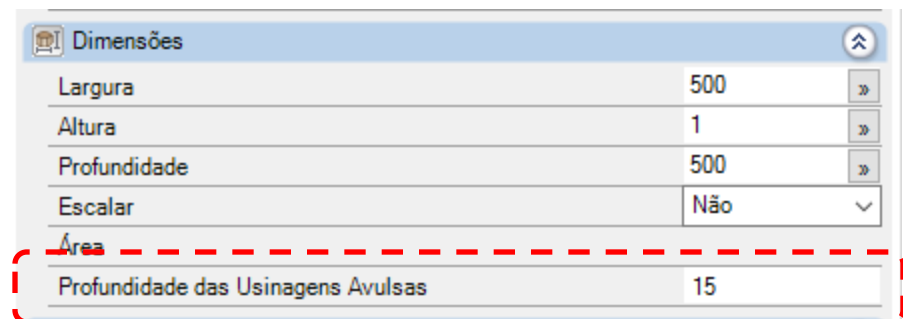 Dimensões
Largura 500
Altura 1
Profundidade 500
Escalar Não
Área
Profundidade das Usinagens Avulsas 15